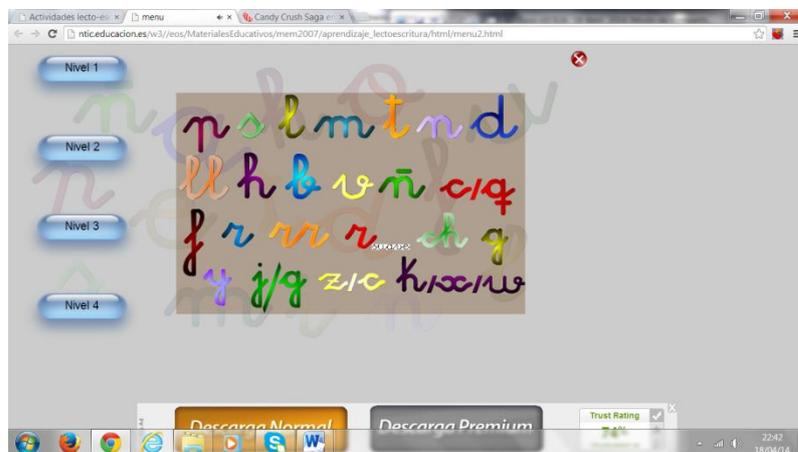 Actividades lecto-es
menu
Candy Crush Saga en
ntic.educacion.es/w3//eos/MaterialesEducativos/mem2007/aprendizaje_lectoescritura/html/menu2.html
Nivel 1
Nivel 2
Nivel 3
Nivel 4
p s l m t n d
ll h b v ñ c/q
f r rr r ch g
y j/g z/c k/x/w
Descarga Normal
Descarga Premium
Trust Rating
74%
22:42
18/04/14